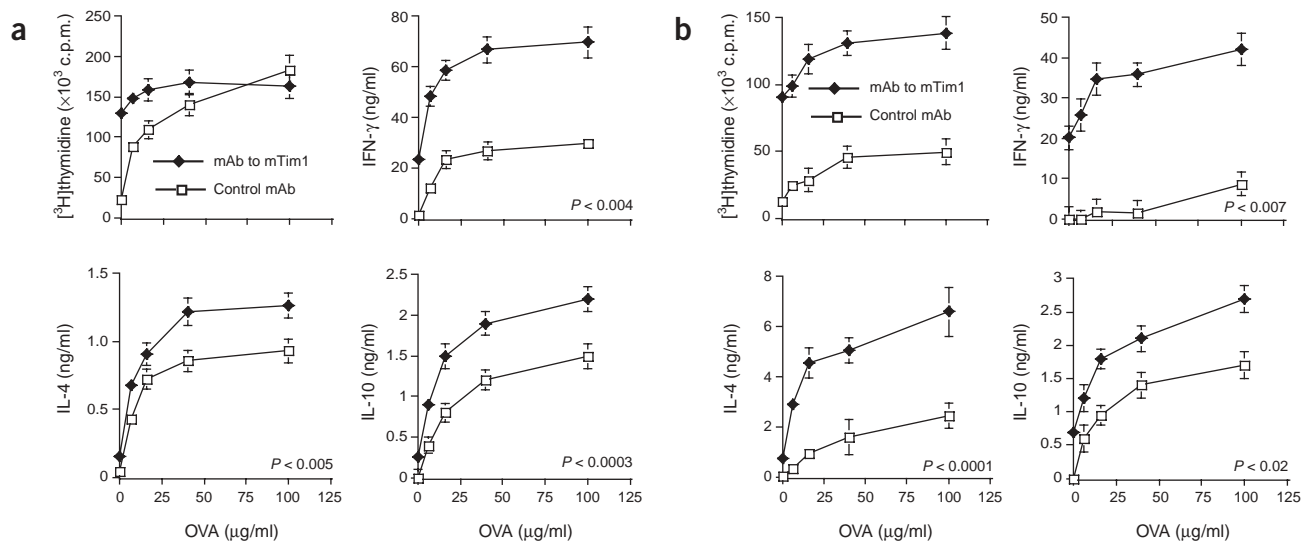 a
[³H]thymidine (×10³ c.p.m.)
250
200
150
100
50
0
mAb to mTim1
Control mAb
IFN-γ (ng/ml)
80
60
40
20
0
P < 0.004
IL-4 (ng/ml)
1.5
1.0
0.5
0
P < 0.005
0 25 50 75 100 125
OVA (μg/ml)
IL-10 (ng/ml)
2.5
2
1.5
1
0.5
0
P < 0.0003
0 25 50 75 100 125
OVA (μg/ml)
b
[³H]thymidine (×10³ c.p.m.)
150
100
50
0
mAb to mTim1
Control mAb
IFN-γ (ng/ml)
50
40
30
20
10
0
P < 0.007
IL-4 (ng/ml)
8
6
4
2
0
P < 0.0001
0 25 50 75 100 125
OVA (μg/ml)
IL-10 (ng/ml)
3
2.5
2
1.5
1
0.5
0
P < 0.02
0 25 50 75 100 125
OVA (μg/ml)